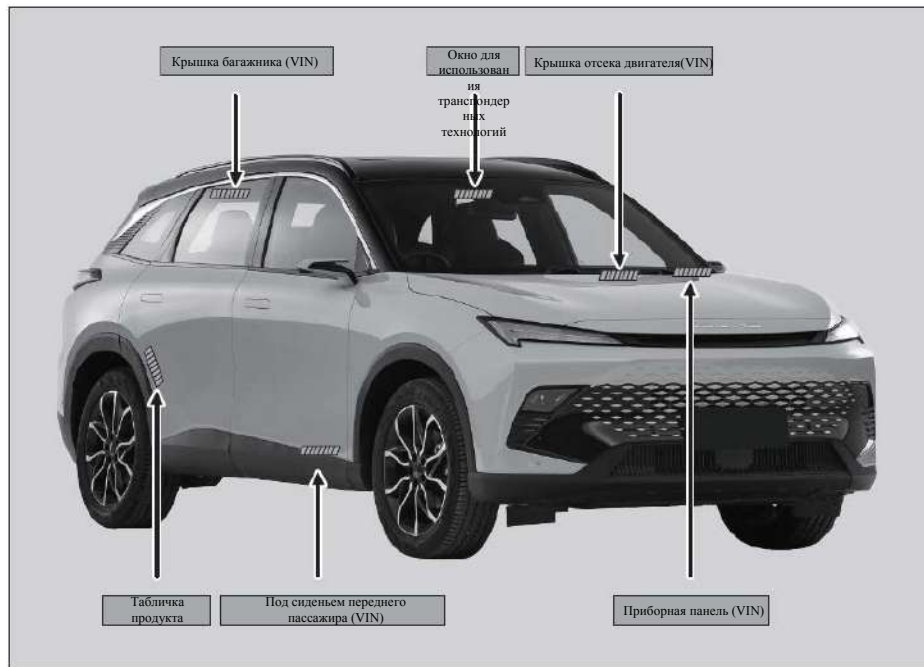 Крышка багажника (VIN)
Окно для
использован
ия
транспондер
ных
технологий
Крышка отсека двигателя(VIN)
Табличка
продукта
Под сиденьем переднего
пассажира (VIN)
Приборная панель (VIN)